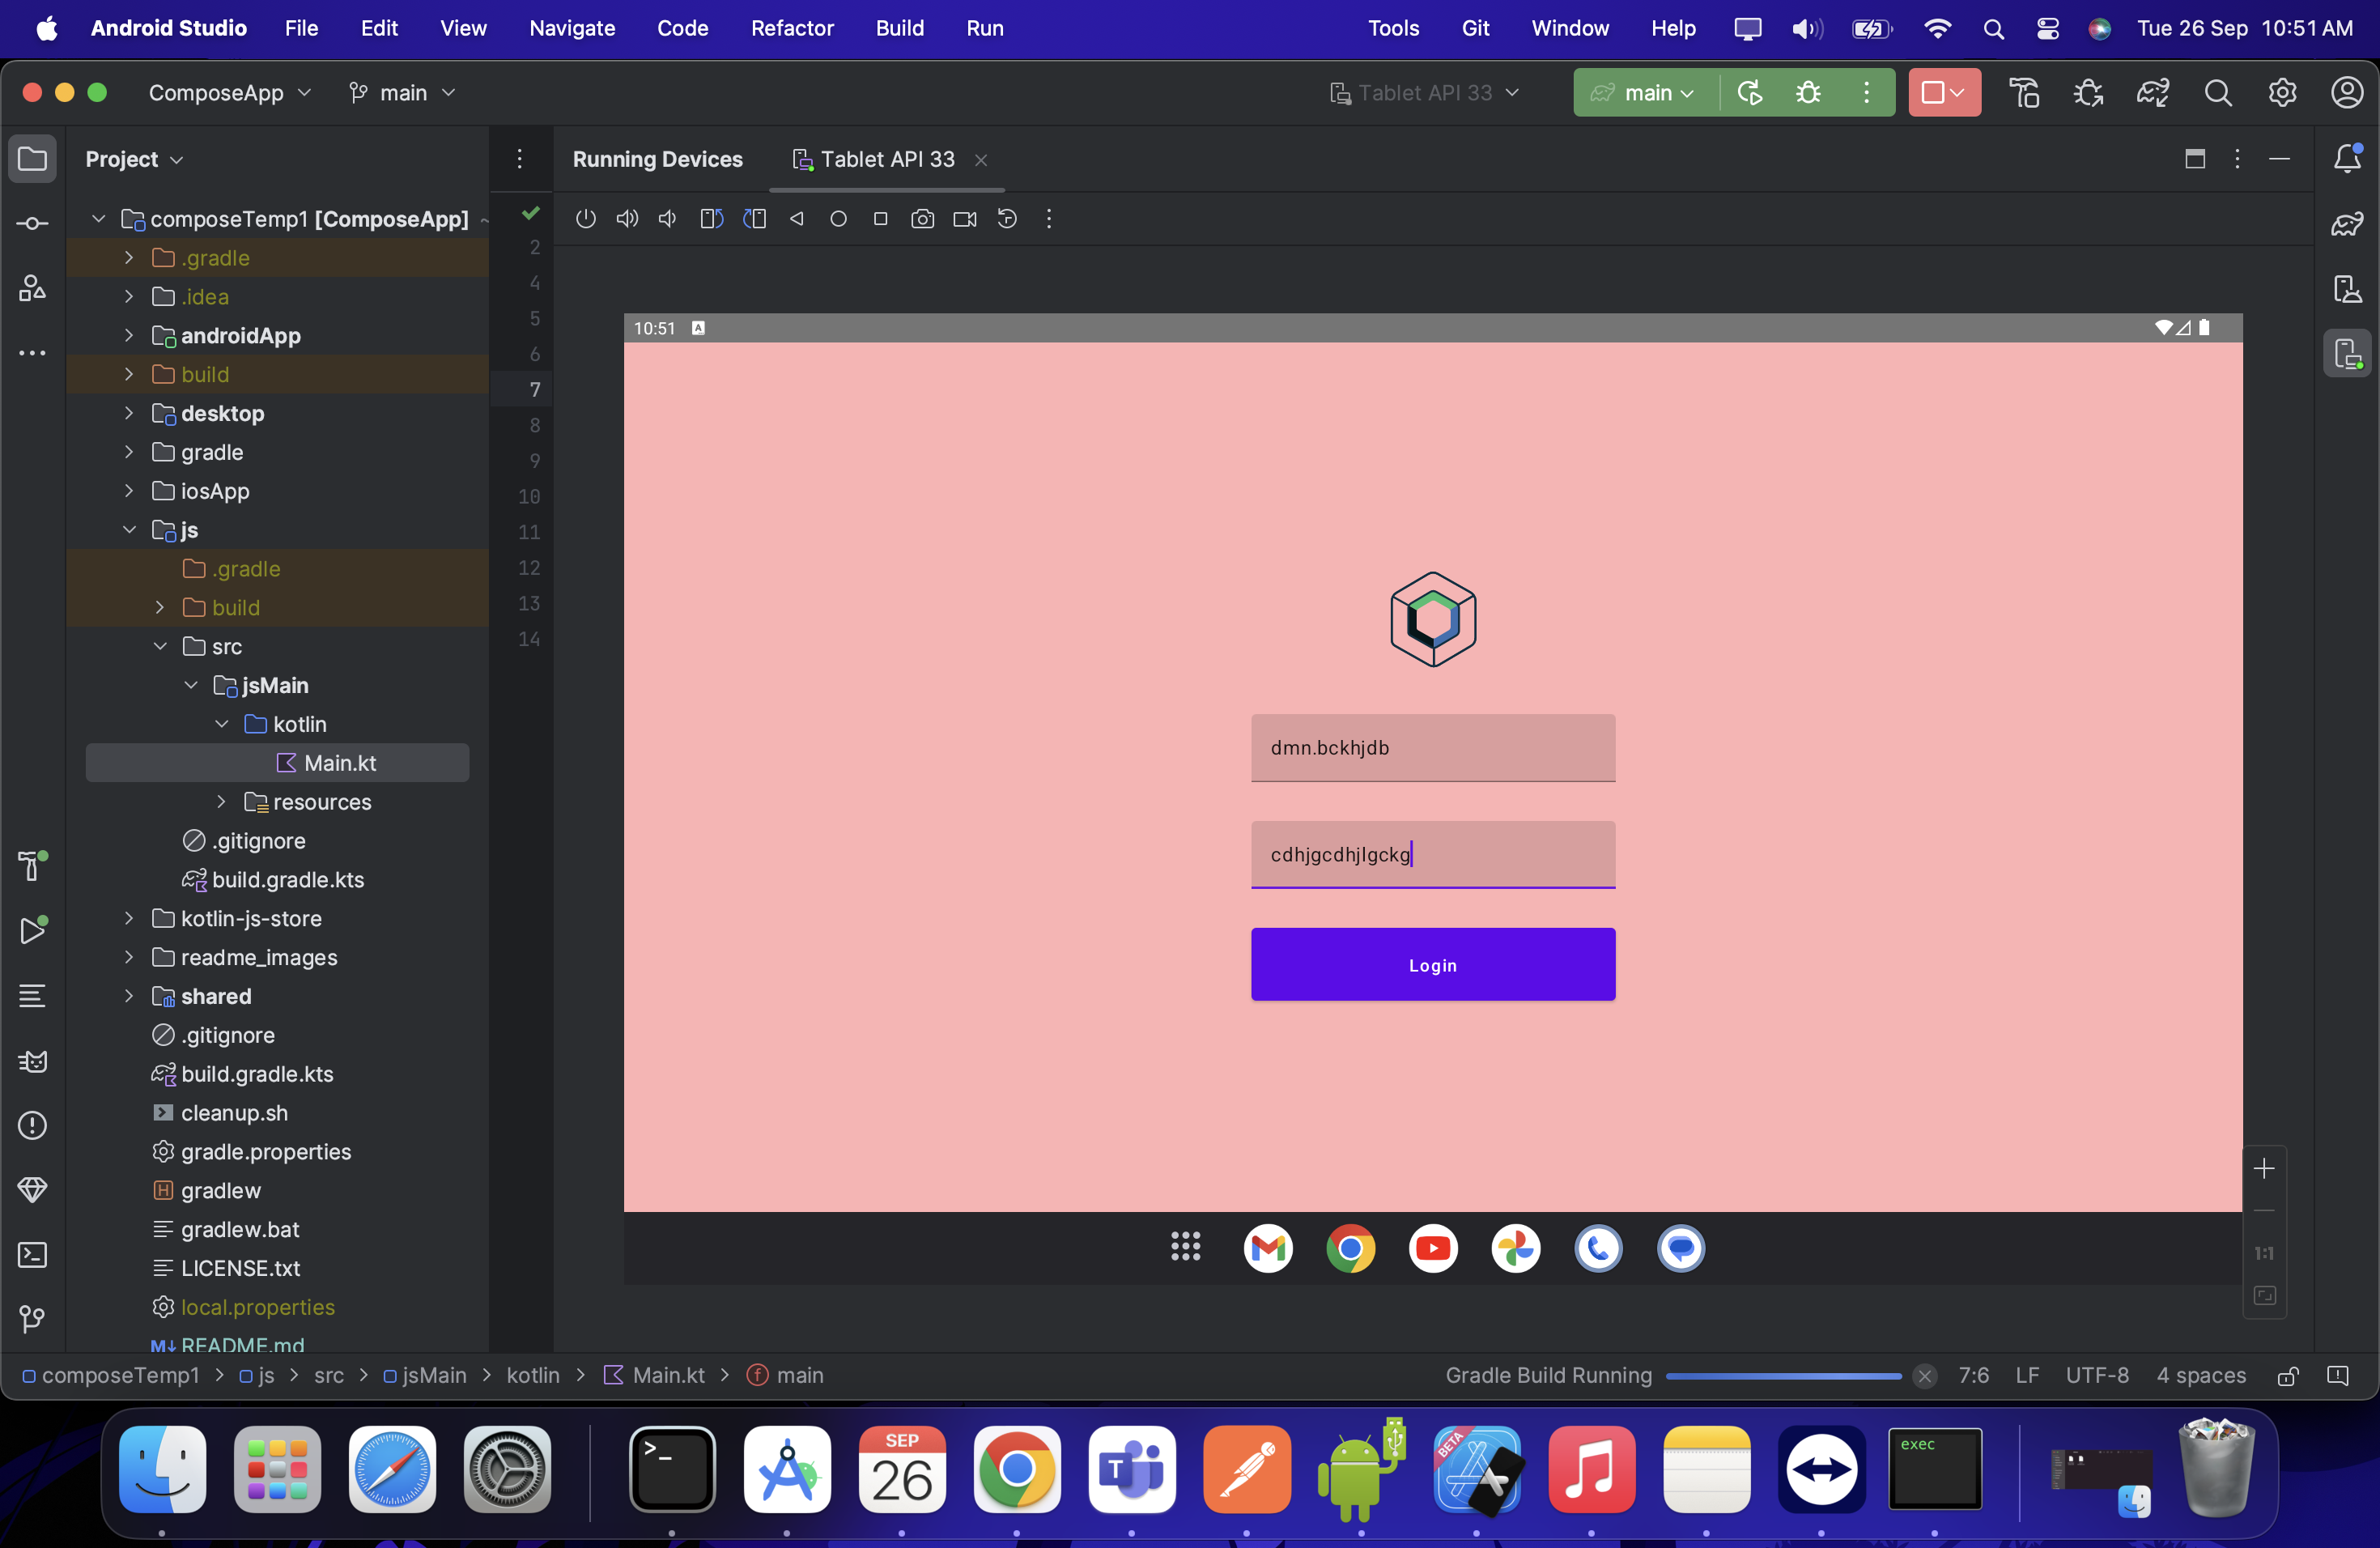 Android Studio File Edit View Navigate Code Refactor Build Run Tools Git Window Help Tue 26 Sep 10:51 AM
ComposeApp main Tablet API 33 main
Project
Running Devices Tablet API 33
composeTemp1 [ComposeApp] ~
.gradle
.idea
androidApp
build
desktop
gradle
iosApp
js
.gradle
build
src
jsMain
kotlin
Main.kt
resources
.gitignore
build.gradle.kts
kotlin-js-store
readme_images
shared
.gitignore
build.gradle.kts
cleanup.sh
gradle.properties
gradlew
gradlew.bat
LICENSE.txt
local.properties
M↓ README.md
2
4
5
6
7
8
9
10
11
12
13
14
10:51 A
dmn.bckhjdb
cdhjgcdhjlgckg
Login
1:1
composeTemp1 > js > src > jsMain > kotlin > Main.kt > main
Gradle Build Running 7:6 LF UTF-8 4 spaces
SEP
26
T
BETA
exec